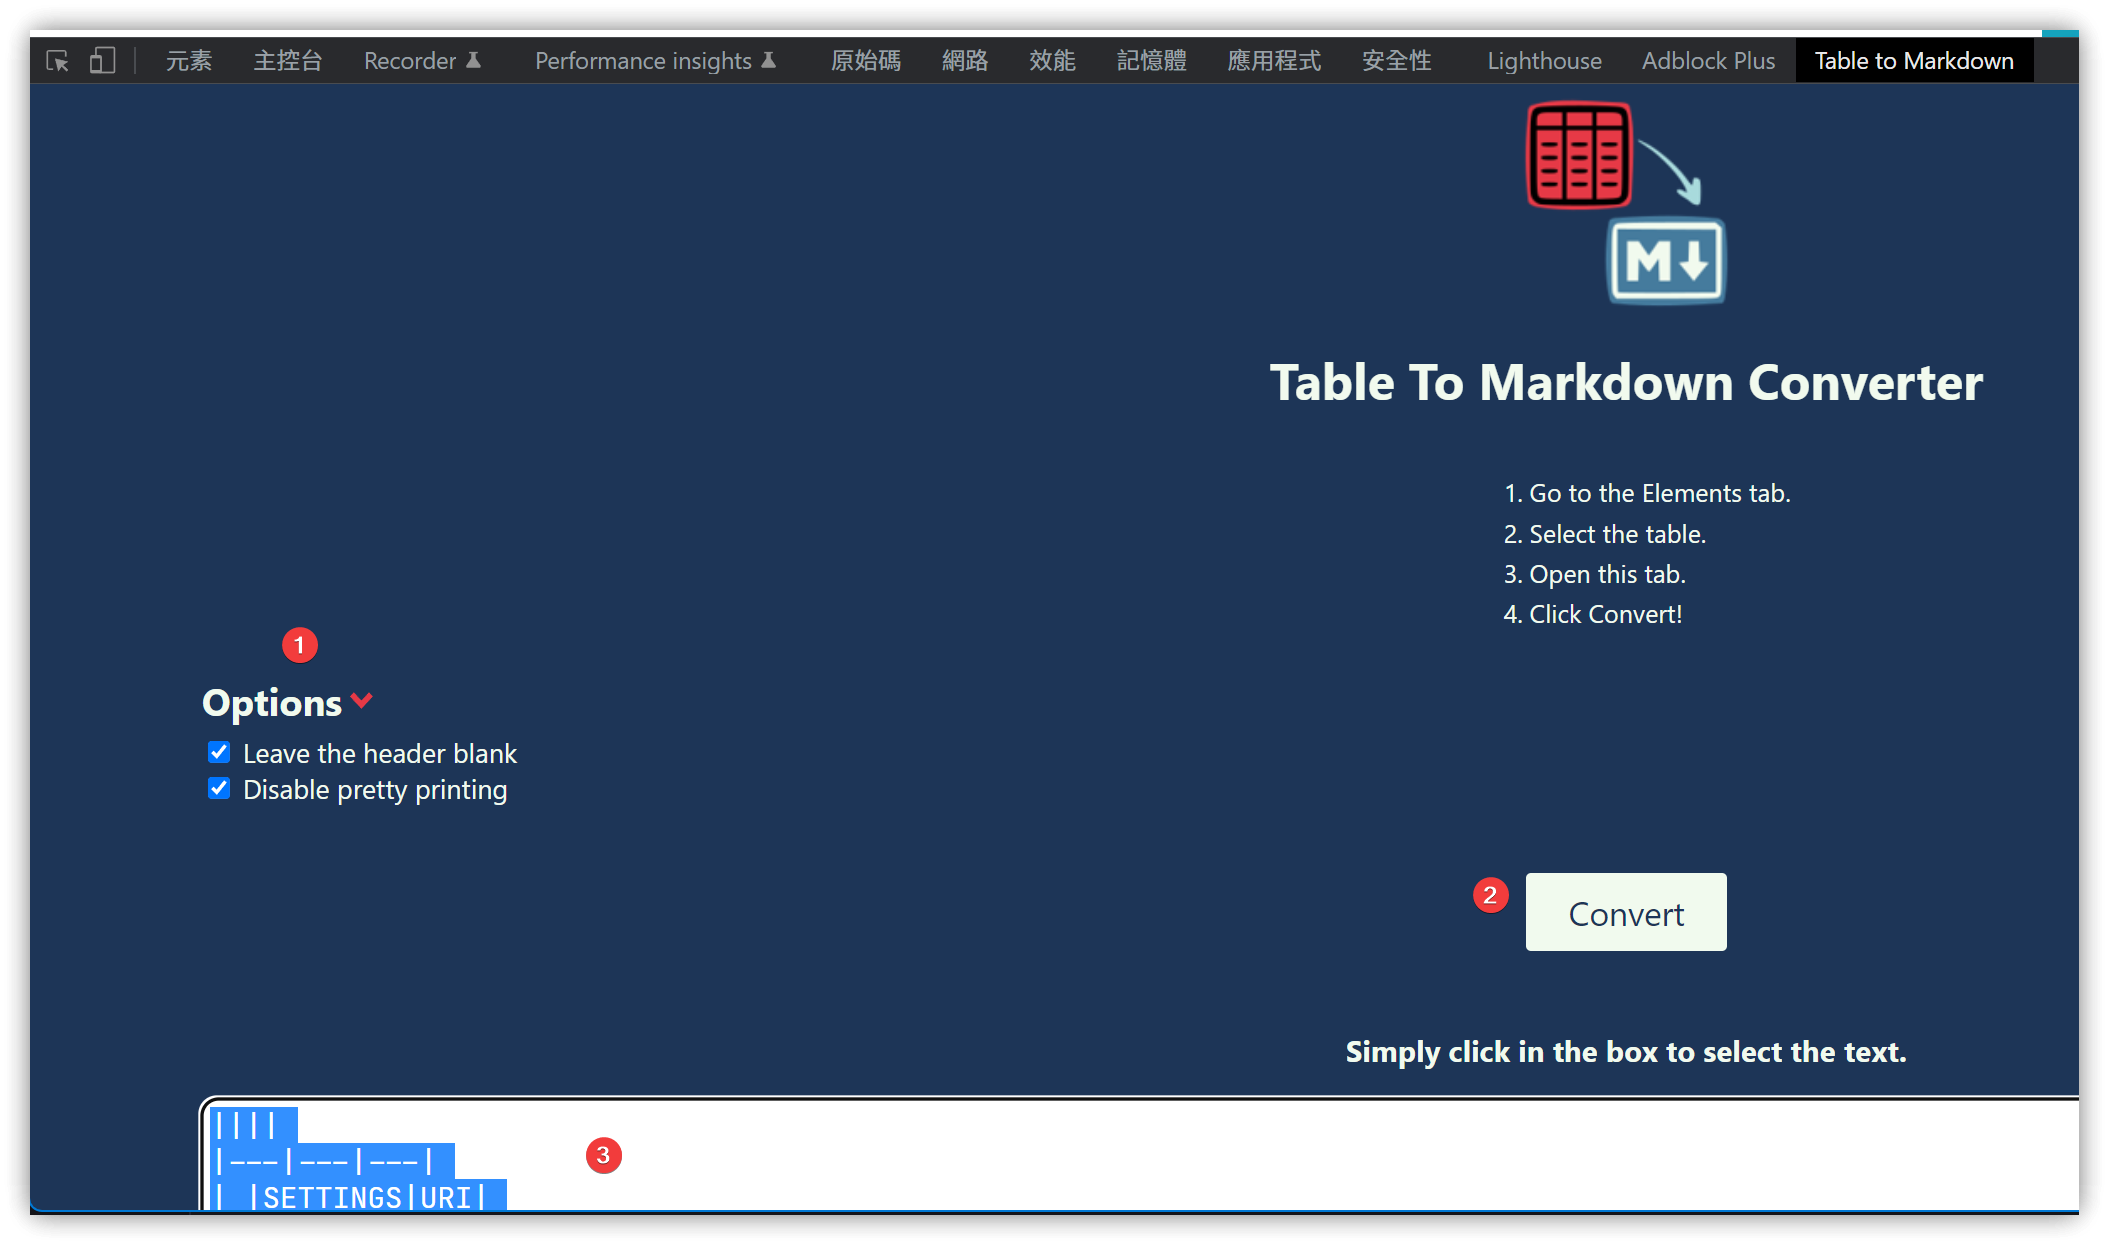 元素 主控台 Recorder Performance insights 原始碼 網路 效能 記憶體 應用程式 安全性 Lighthouse Adblock Plus Table to Markdown
M
Table To Markdown Converter
1. Go to the Elements tab.
2. Select the table.
3. Open this tab.
4. Click Convert!
1
Options
Leave the header blank
Disable pretty printing
2 Convert
Simply click in the box to select the text.
||||
|---|---|---|
3
| |SETTINGS|URI|